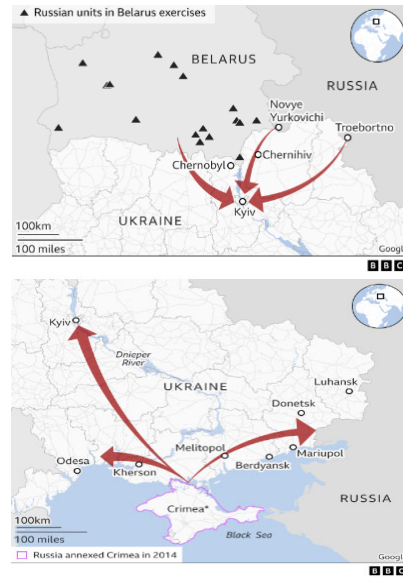 ▲ Russian units in Belarus exercises
BELARUS
RUSSIA
Novye
Yurkovichi
Troebortno
Chernobyl
Chernihiv
Kyiv
UKRAINE
100km
100 miles
Googl
BBC
Kyiv
Dnieper
River
UKRAINE
Luhansk
Donetsk
Melitopol
Mariupol
Odesa
Kherson
Berdyansk
RUSSIA
Crimea*
100km
100 miles
Black Sea
Russia annexed Crimea in 2014
Googl
BBC